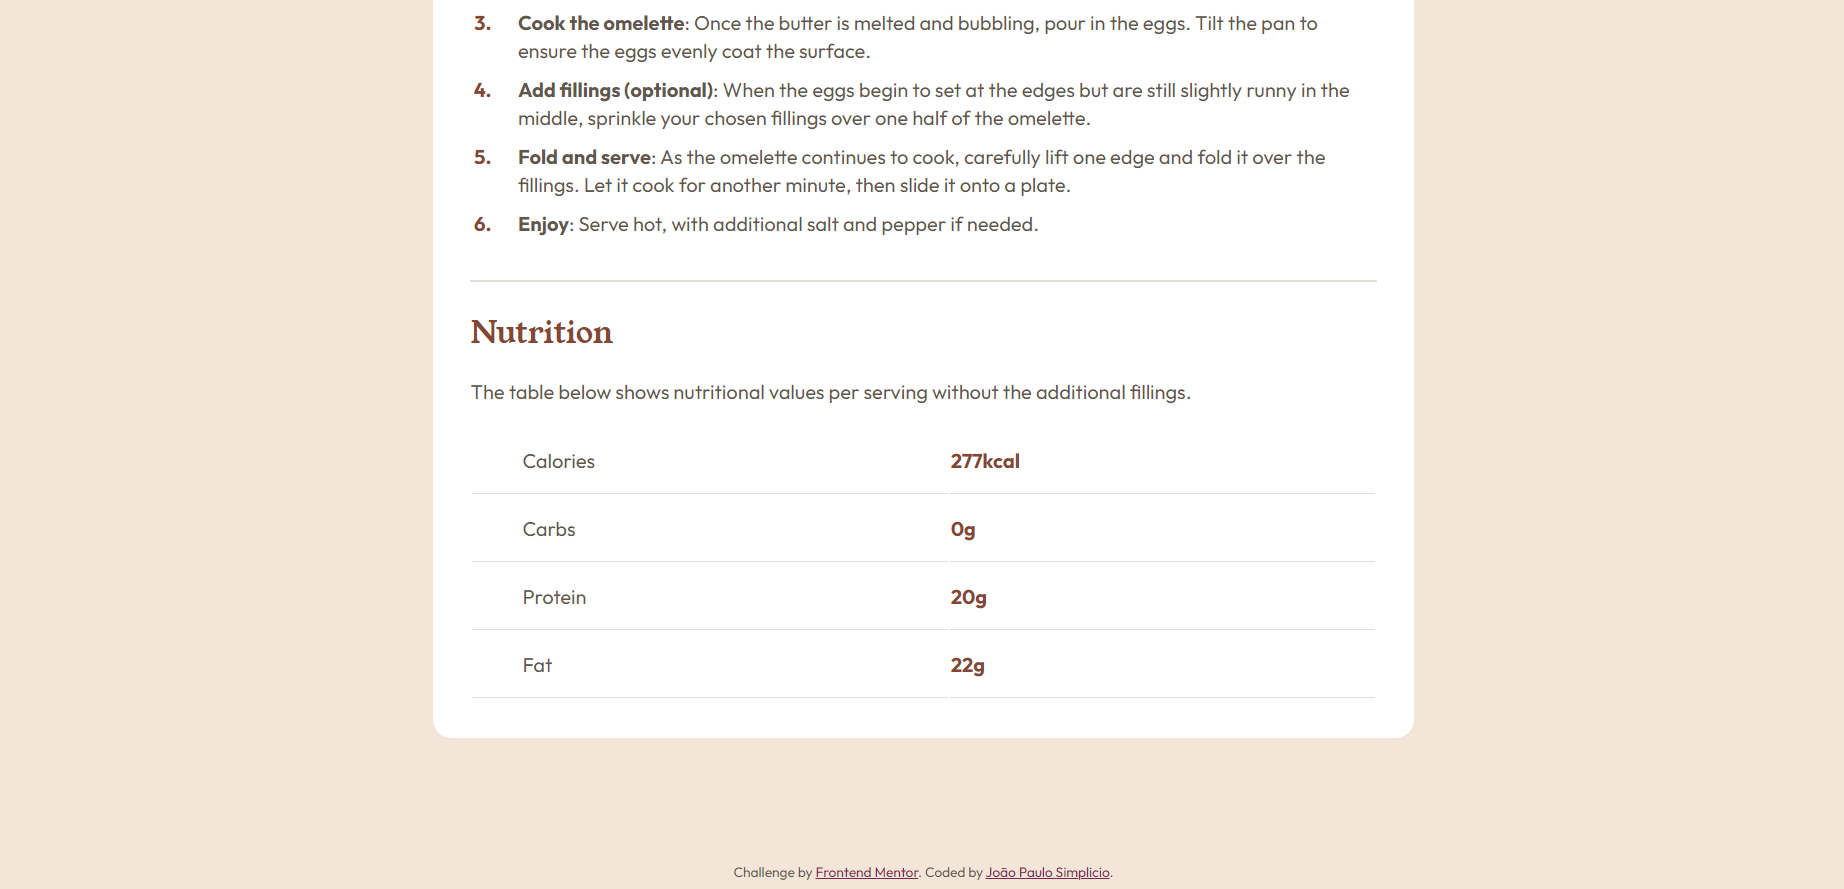 3. Cook the omelette: Once the butter is melted and bubbling, pour in the eggs. Tilt the pan to
ensure the eggs evenly coat the surface.
4. Add fillings (optional): When the eggs begin to set at the edges but are still slightly runny in the
middle, sprinkle your chosen fillings over one half of the omelette.
5. Fold and serve: As the omelette continues to cook, carefully lift one edge and fold it over the
fillings. Let it cook for another minute, then slide it onto a plate.
6. Enjoy: Serve hot, with additional salt and pepper if needed.
Nutrition
The table below shows nutritional values per serving without the additional fillings.
Calories 277kcal
Carbs 0g
Protein 20g
Fat 22g
Challenge by Frontend Mentor. Coded by João Paulo Simplicio.